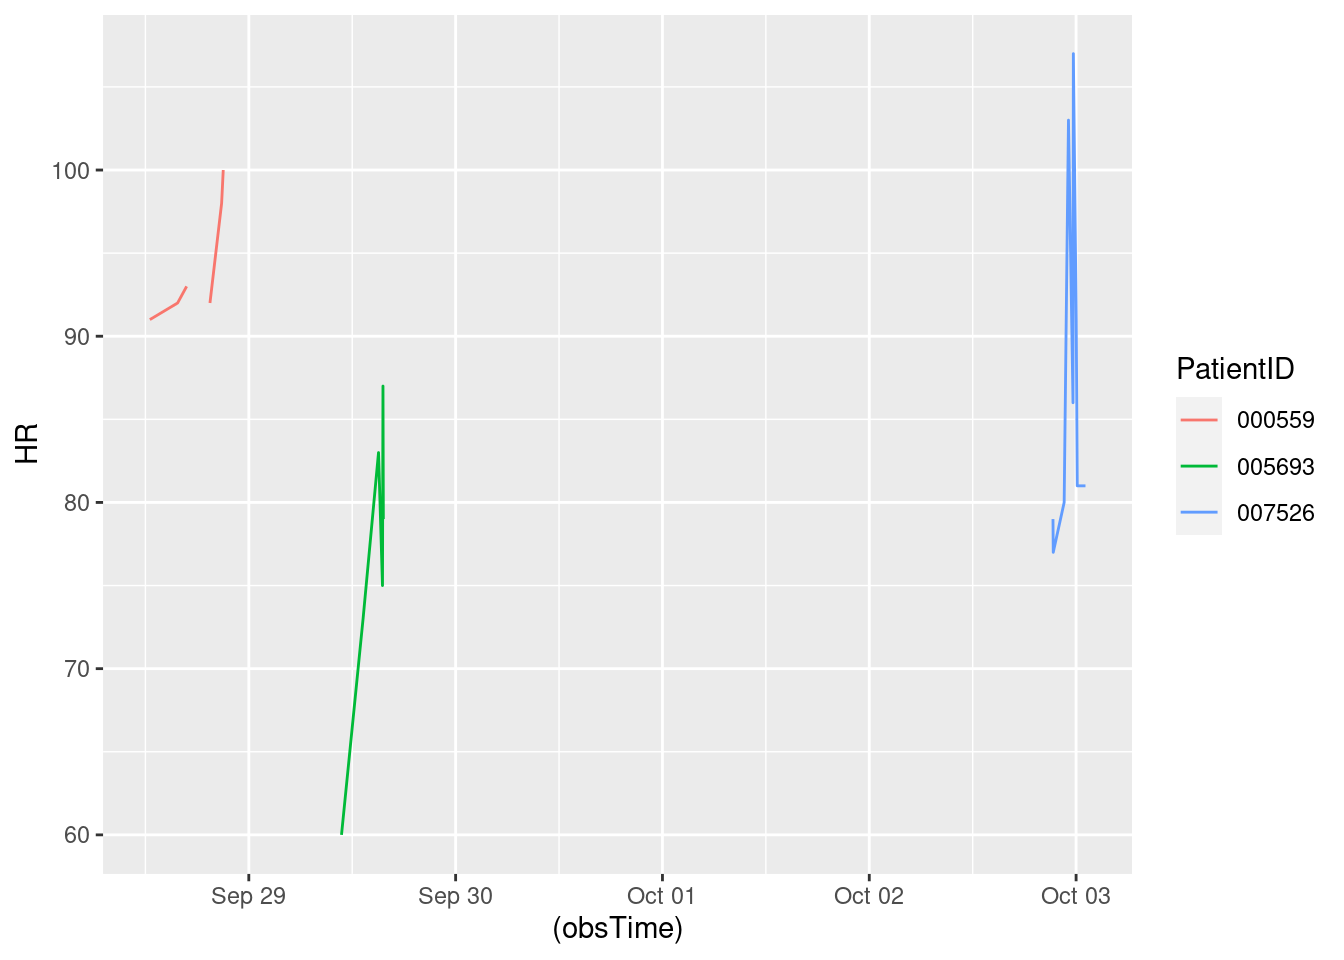 100
90
80
70
60
HR
Sep 29
Sep 30
Oct 01
Oct 02
Oct 03
(obsTime)
PatientID
000559
005693
007526